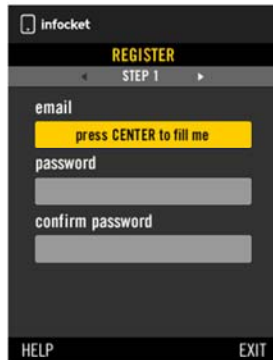 infocket
REGISTER
STEP 1
email
press CENTER to fill me
password
confirm password
HELP EXIT